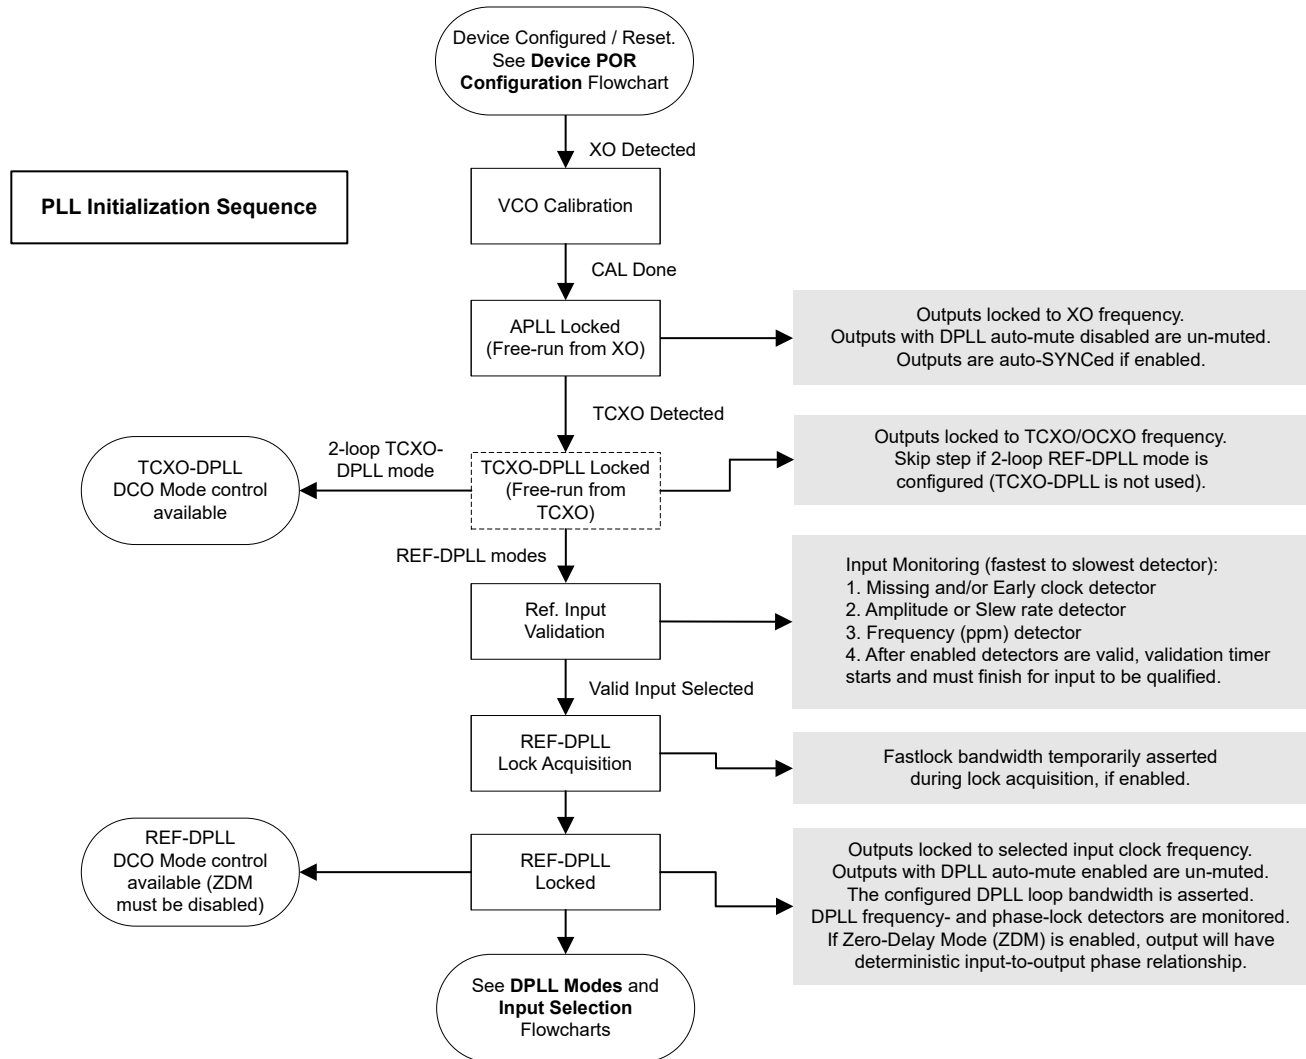 Device Configured / Reset.
See Device POR
Configuration Flowchart
XO Detected
PLL Initialization Sequence
VCO Calibration
CAL Done
APLL Locked
(Free-run from XO)
Outputs locked to XO frequency.
Outputs with DPLL auto-mute disabled are un-muted.
Outputs are auto-SYNCed if enabled.
TCXO Detected
2-loop TCXO-
DPLL mode
TCXO-DPLL
DCO Mode control
available
TCXO-DPLL Locked
(Free-run from
TCXO)
Outputs locked to TCXO/OCXO frequency.
Skip step if 2-loop REF-DPLL mode is
configured (TCXO-DPLL is not used).
REF-DPLL modes
Ref. Input
Validation
Input Monitoring (fastest to slowest detector):
1. Missing and/or Early clock detector
2. Amplitude or Slew rate detector
3. Frequency (ppm) detector
4. After enabled detectors are valid, validation timer
starts and must finish for input to be qualified.
Valid Input Selected
REF-DPLL
Lock Acquisition
Fastlock bandwidth temporarily asserted
during lock acquisition, if enabled.
REF-DPLL
DCO Mode control
available (ZDM
must be disabled)
REF-DPLL
Locked
Outputs locked to selected input clock frequency.
Outputs with DPLL auto-mute enabled are un-muted.
The configured DPLL loop bandwidth is asserted.
DPLL frequency- and phase-lock detectors are monitored.
If Zero-Delay Mode (ZDM) is enabled, output will have
deterministic input-to-output phase relationship.
See DPLL Modes and
Input Selection
Flowcharts